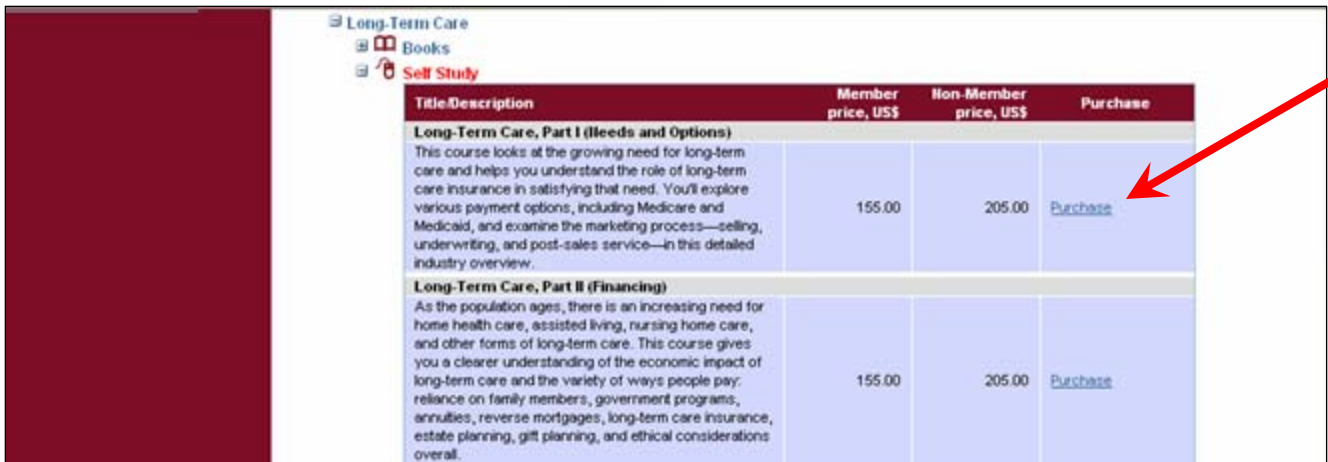 Long-Term Care
Books
Self Study
Title/Description Member price, US$ Non-Member price, US$ Purchase
Long-Term Care, Part I (Needs and Options)
This course looks at the growing need for long-term
care and helps you understand the role of long-term
care insurance in satisfying that need. You'll explore
various payment options, including Medicare and
Medicaid, and examine the marketing process—selling,
underwriting, and post-sales service—in this detailed
industry overview.
155.00 205.00 Purchase
Long-Term Care, Part II (Financing)
As the population ages, there is an increasing need for
home health care, assisted living, nursing home care,
and other forms of long-term care. This course gives
you a clearer understanding of the economic impact of
long-term care and the variety of ways people pay:
reliance on family members, government programs,
annuities, reverse mortgages, long-term care insurance,
estate planning, gift planning, and ethical considerations
overall.
155.00 205.00 Purchase